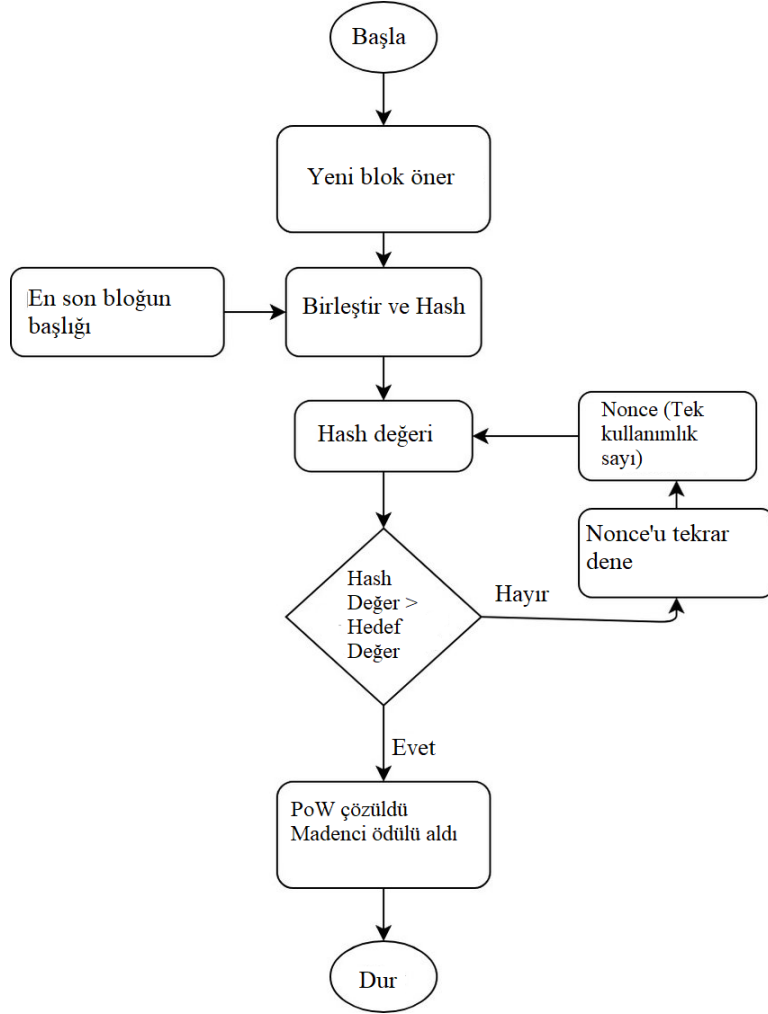 Başla
Yeni blok öner
En son bloğun
başlığı
Birleştir ve Hash
Hash değeri
Nonce (Tek
kullanımlık
sayı)
Nonce'u tekrar
dene
Hash
Değer >
Hedef
Değer
Hayır
Evet
PoW çözüldü
Madenci ödülü aldı
Dur